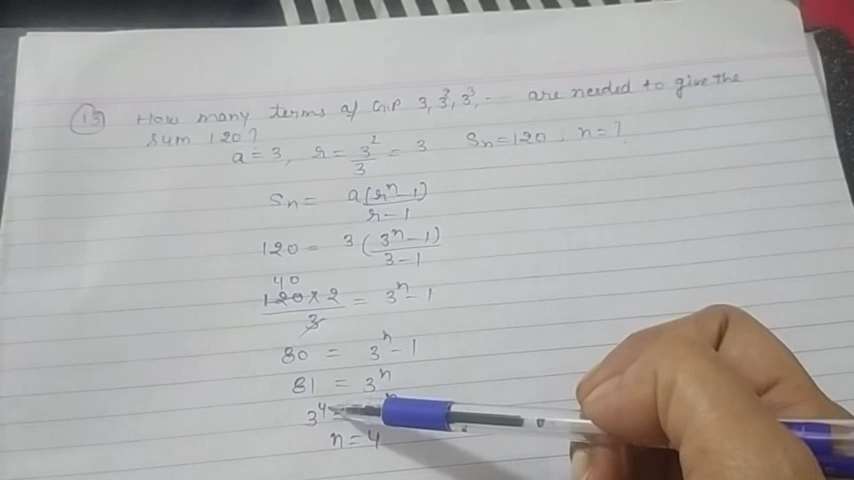 (13) How many terms of G.P 3, 3², 3³, ... are needed to give the
sum 120?
a = 3, r = 3²/3 = 3 Sn = 120, n = ?
Sn = a(rⁿ-1)/r-1
120 = 3(3ⁿ-1)/3-1
40
120×2/3 = 3ⁿ-1
80 = 3ⁿ-1
81 = 3ⁿ
3⁴ =
n = 4